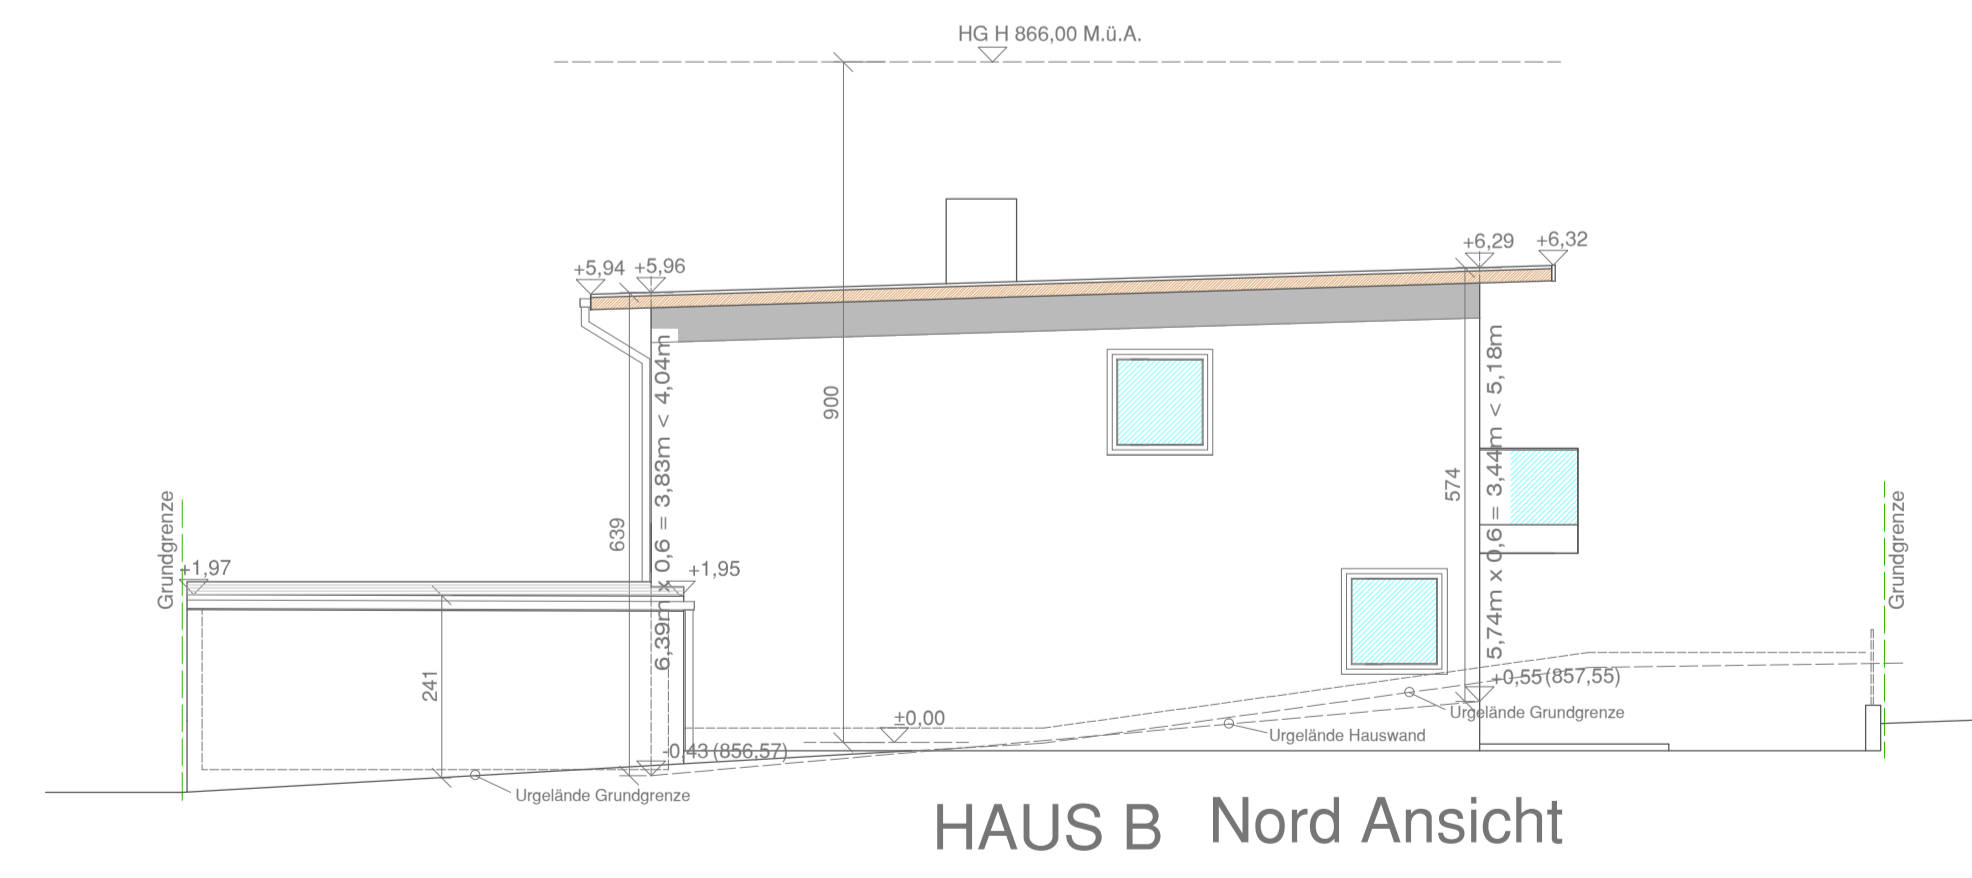 HG H 866,00 M.ü.A.
+5,94
+5,96
+6,29
+6,32
900
639
6,39m x 0,6 = 3,83m < 4,04m
574
5,74m x 0,6 = 3,44m < 5,18m
Grundgrenze
+1,97
+1,95
241
Grundgrenze
±0,00
-0,43 (856,57)
+0,55(857,55)
Urgelände Grundgrenze
Urgelände Hauswand
Urgelände Grundgrenze
HAUS B Nord Ansicht